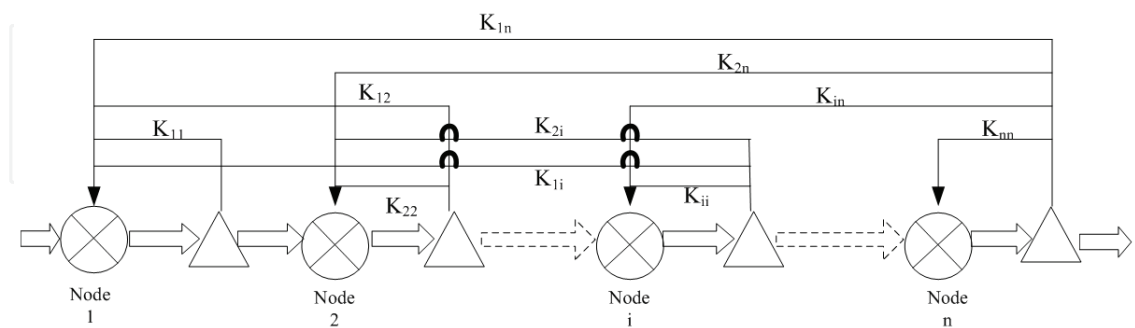 K₁ₙ
K₂ₙ
K₁₂
Kᵢₙ
K₁₁
K₂ᵢ
Kₙₙ
K₁ᵢ
K₂₂
Kᵢᵢ
Node
1
Node
2
Node
i
Node
n